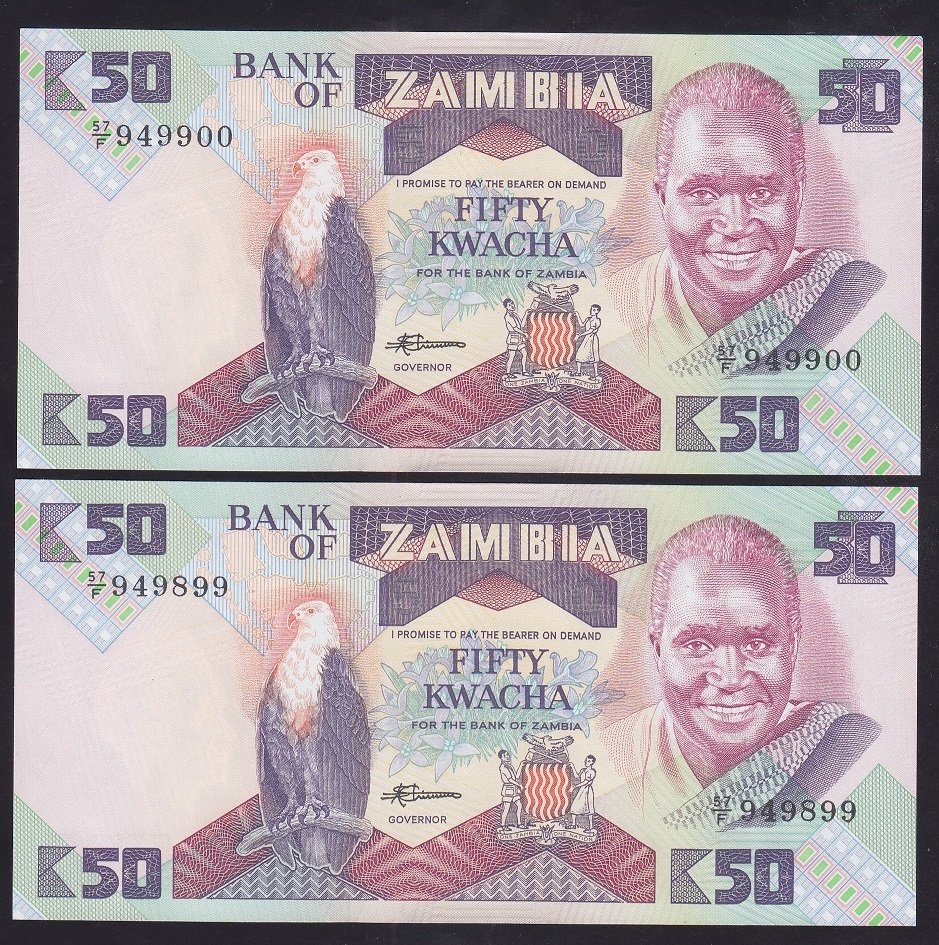 K50
BANK OF
ZAMBIA
50
57/F 949900
I PROMISE TO PAY THE BEARER ON DEMAND
FIFTY
KWACHA
FOR THE BANK OF ZAMBIA
GOVERNOR
57/F 949900
ONE ZAMBIA ONE NATION
K50
K50
K50
BANK OF
ZAMBIA
50
57/F 949899
I PROMISE TO PAY THE BEARER ON DEMAND
FIFTY
KWACHA
FOR THE BANK OF ZAMBIA
GOVERNOR
57/F 949899
ONE ZAMBIA ONE NATION
K50
K50